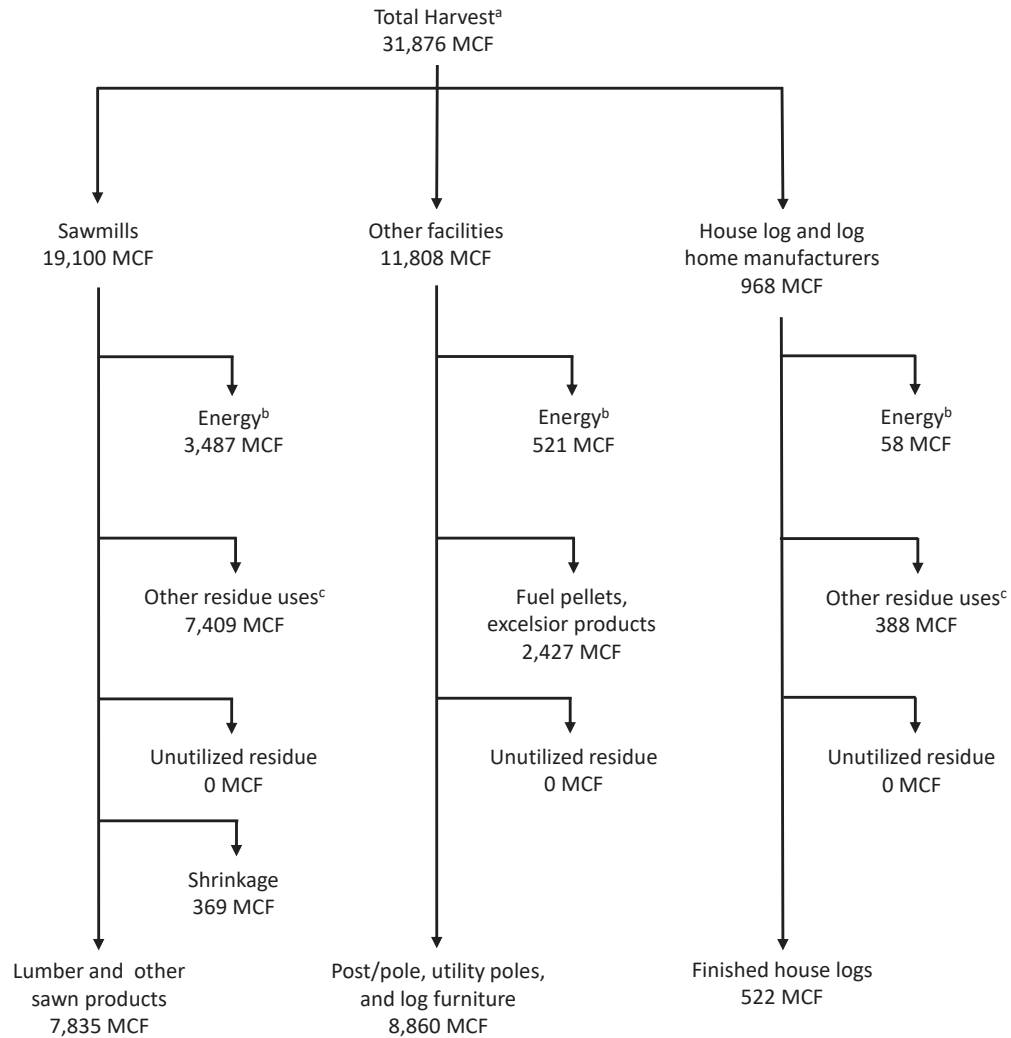 Total Harvestᵃ
31,876 MCF
Sawmills
19,100 MCF
Other facilities
11,808 MCF
House log and log
home manufacturers
968 MCF
Energyᵇ
3,487 MCF
Energyᵇ
521 MCF
Energyᵇ
58 MCF
Other residue usesᶜ
7,409 MCF
Fuel pellets,
excelsior products
2,427 MCF
Other residue usesᶜ
388 MCF
Unutilized residue
0 MCF
Unutilized residue
0 MCF
Unutilized residue
0 MCF
Shrinkage
369 MCF
Lumber and other
sawn products
7,835 MCF
Post/pole, utility poles,
and log furniture
8,860 MCF
Finished house logs
522 MCF